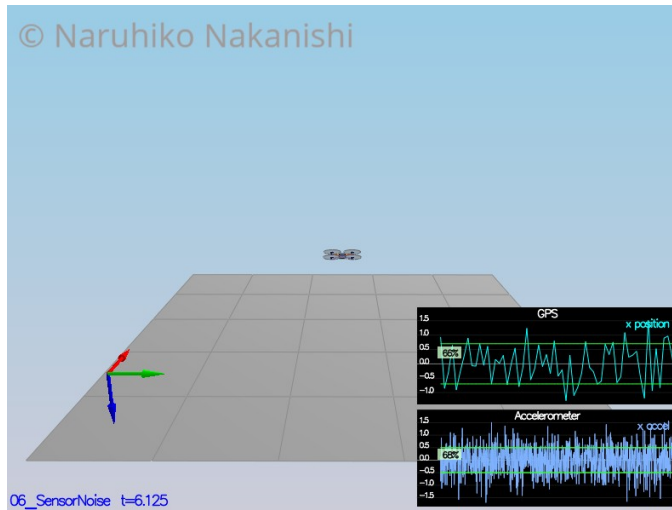 © Naruhiko Nakanishi
GPS
x position
1.5
1.0
0.5
66%
0.0
-0.5
-1.0
Accelerometer
x accel
1.5
1.0
0.5
68%
0.0
-0.5
-1.0
-1.5
06_SensorNoise t=6.125